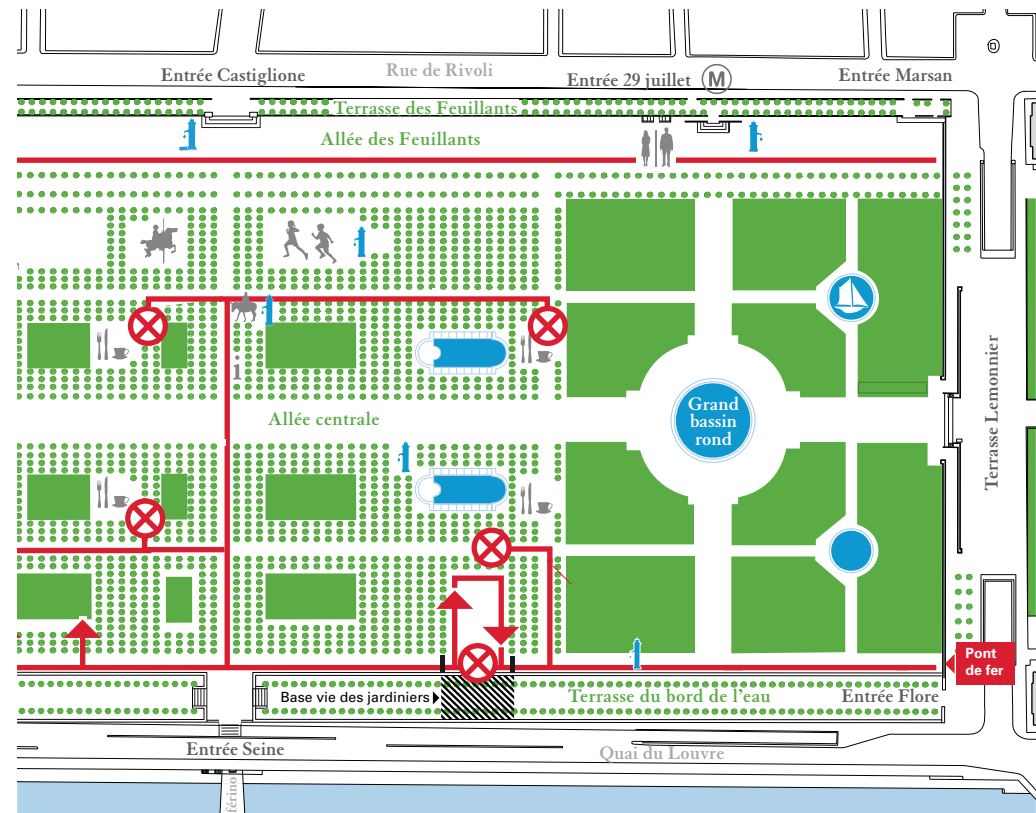 Rue de Rivoli
Entrée Castiglione
Entrée 29 juillet M
Entrée Marsan
Terrasse des Feuillants
Allée des Feuillants
Terrasse Lemonnier
Allée centrale
Grand
bassin
rond
Pont
de fer
Base vie des jardiniers
Terrasse du bord de l'eau
Entrée Flore
Entrée Seine
Quai du Louvre
férino